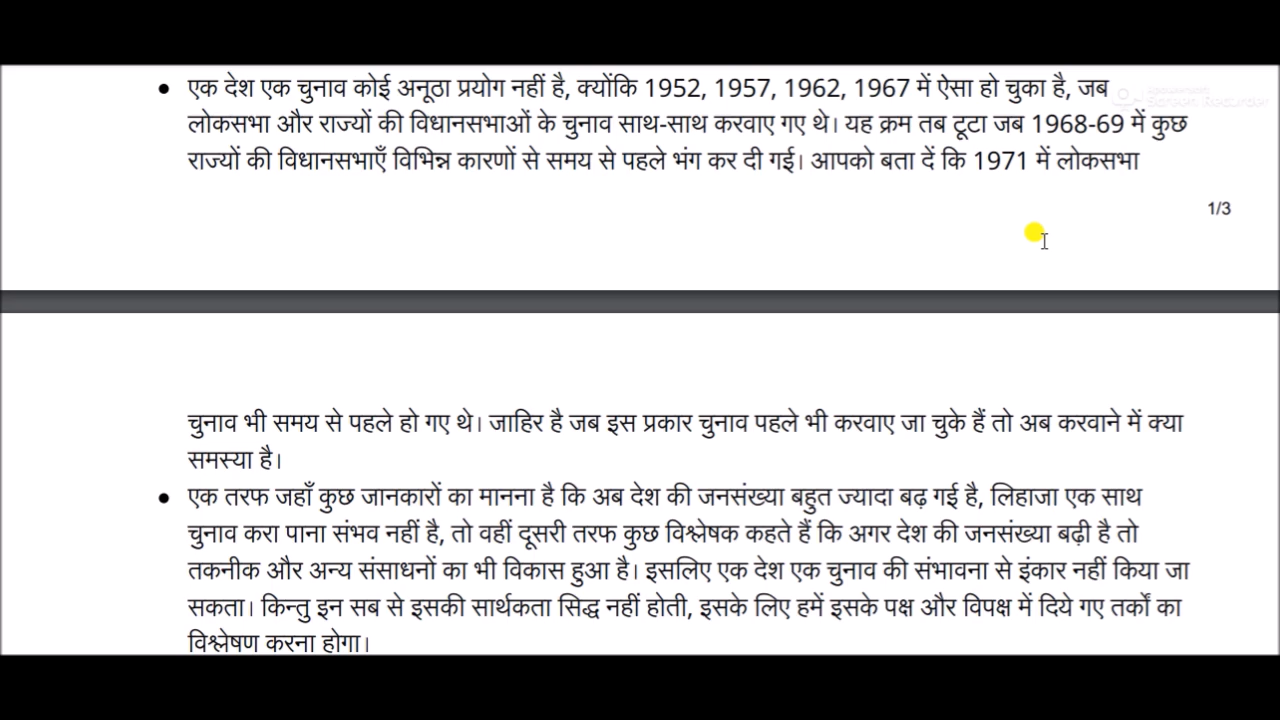 • एक देश एक चुनाव कोई अनूठा प्रयोग नहीं है, क्योंकि 1952, 1957, 1962, 1967 में ऐसा हो चुका है, जब
लोकसभा और राज्यों की विधानसभाओं के चुनाव साथ-साथ करवाए गए थे। यह क्रम तब टूटा जब 1968-69 में कुछ
राज्यों की विधानसभाएँ विभिन्न कारणों से समय से पहले भंग कर दी गई। आपको बता दें कि 1971 में लोकसभा
1/3
चुनाव भी समय से पहले हो गए थे। जाहिर है जब इस प्रकार चुनाव पहले भी करवाए जा चुके हैं तो अब करवाने में क्या
समस्या है।
• एक तरफ जहाँ कुछ जानकारों का मानना है कि अब देश की जनसंख्या बहुत ज्यादा बढ़ गई है, लिहाजा एक साथ
चुनाव करा पाना संभव नहीं है, तो वहीं दूसरी तरफ कुछ विश्लेषक कहते हैं कि अगर देश की जनसंख्या बढ़ी है तो
तकनीक और अन्य संसाधनों का भी विकास हुआ है। इसलिए एक देश एक चुनाव की संभावना से इंकार नहीं किया जा
सकता। किन्तु इन सब से इसकी सार्थकता सिद्ध नहीं होती, इसके लिए हमें इसके पक्ष और विपक्ष में दिये गए तर्कों का
विश्लेषण करना होगा।
Screen Recorder